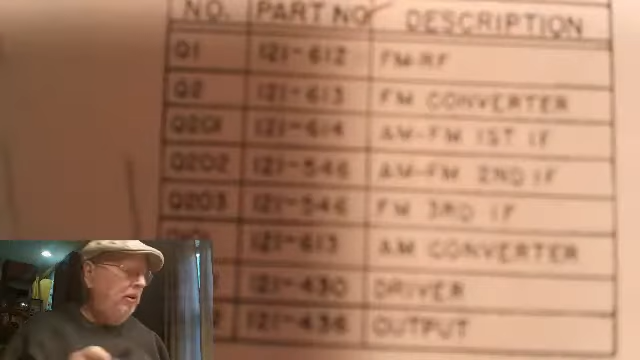 NO. PART NO DESCRIPTION
Q1 121-612 FM-RF
Q2 121-613 FM CONVERTER
Q201 121-614 AM-FM 1ST IF
Q202 121-546 AM-FM 2ND IF
Q203 121-546 FM 3RD IF
121-613 AM CONVERTER
121-430 DRIVER
2 121-436 OUTPUT